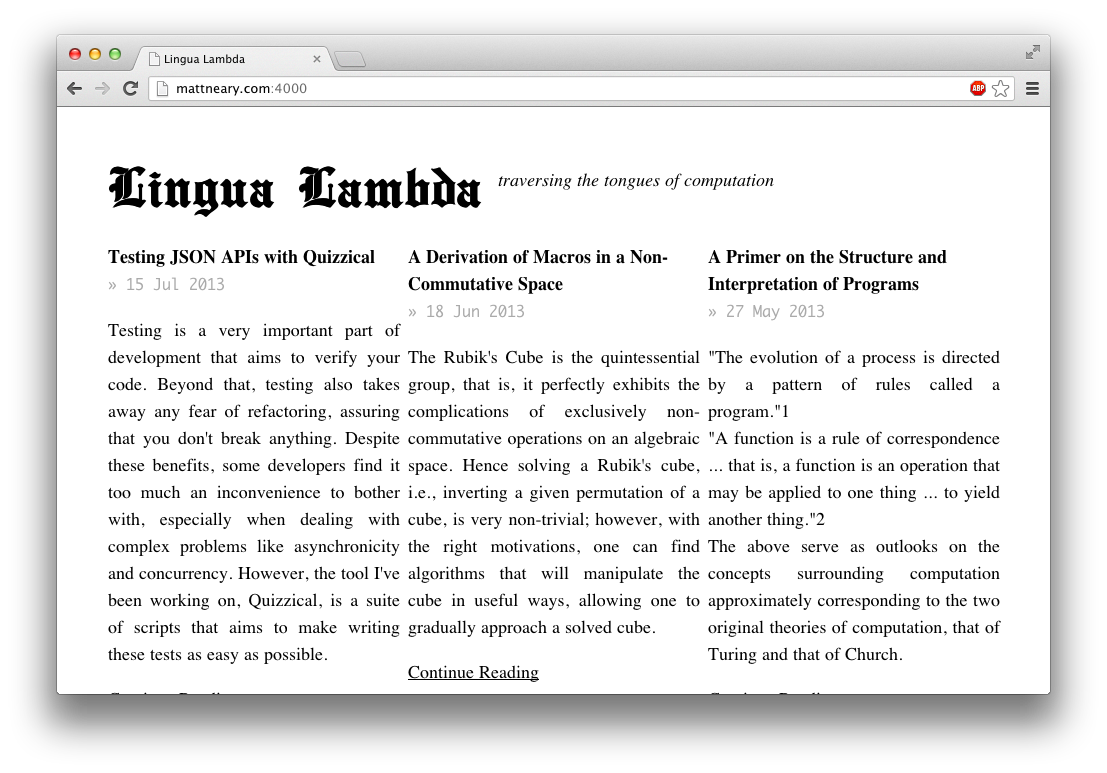 Lingua Lambda
mattneary.com:4000
ABP
Lingua Lambda
traversing the tongues of computation
Testing JSON APIs with Quizzical
» 15 Jul 2013
Testing is a very important part of
development that aims to verify your
code. Beyond that, testing also takes
away any fear of refactoring, assuring
that you don't break anything. Despite
these benefits, some developers find it
too much an inconvenience to bother
with, especially when dealing with
complex problems like asynchronicity
and concurrency. However, the tool I've
been working on, Quizzical, is a suite
of scripts that aims to make writing
these tests as easy as possible.
A Derivation of Macros in a Non-
Commutative Space
» 18 Jun 2013
The Rubik's Cube is the quintessential
group, that is, it perfectly exhibits the
complications of exclusively non-
commutative operations on an algebraic
space. Hence solving a Rubik's cube,
i.e., inverting a given permutation of a
cube, is very non-trivial; however, with
the right motivations, one can find
algorithms that will manipulate the
cube in useful ways, allowing one to
gradually approach a solved cube.
Continue Reading
A Primer on the Structure and
Interpretation of Programs
» 27 May 2013
"The evolution of a process is directed
by a pattern of rules called a
program."1
"A function is a rule of correspondence
... that is, a function is an operation that
may be applied to one thing ... to yield
another thing."2
The above serve as outlooks on the
concepts surrounding computation
approximately corresponding to the two
original theories of computation, that of
Turing and that of Church.